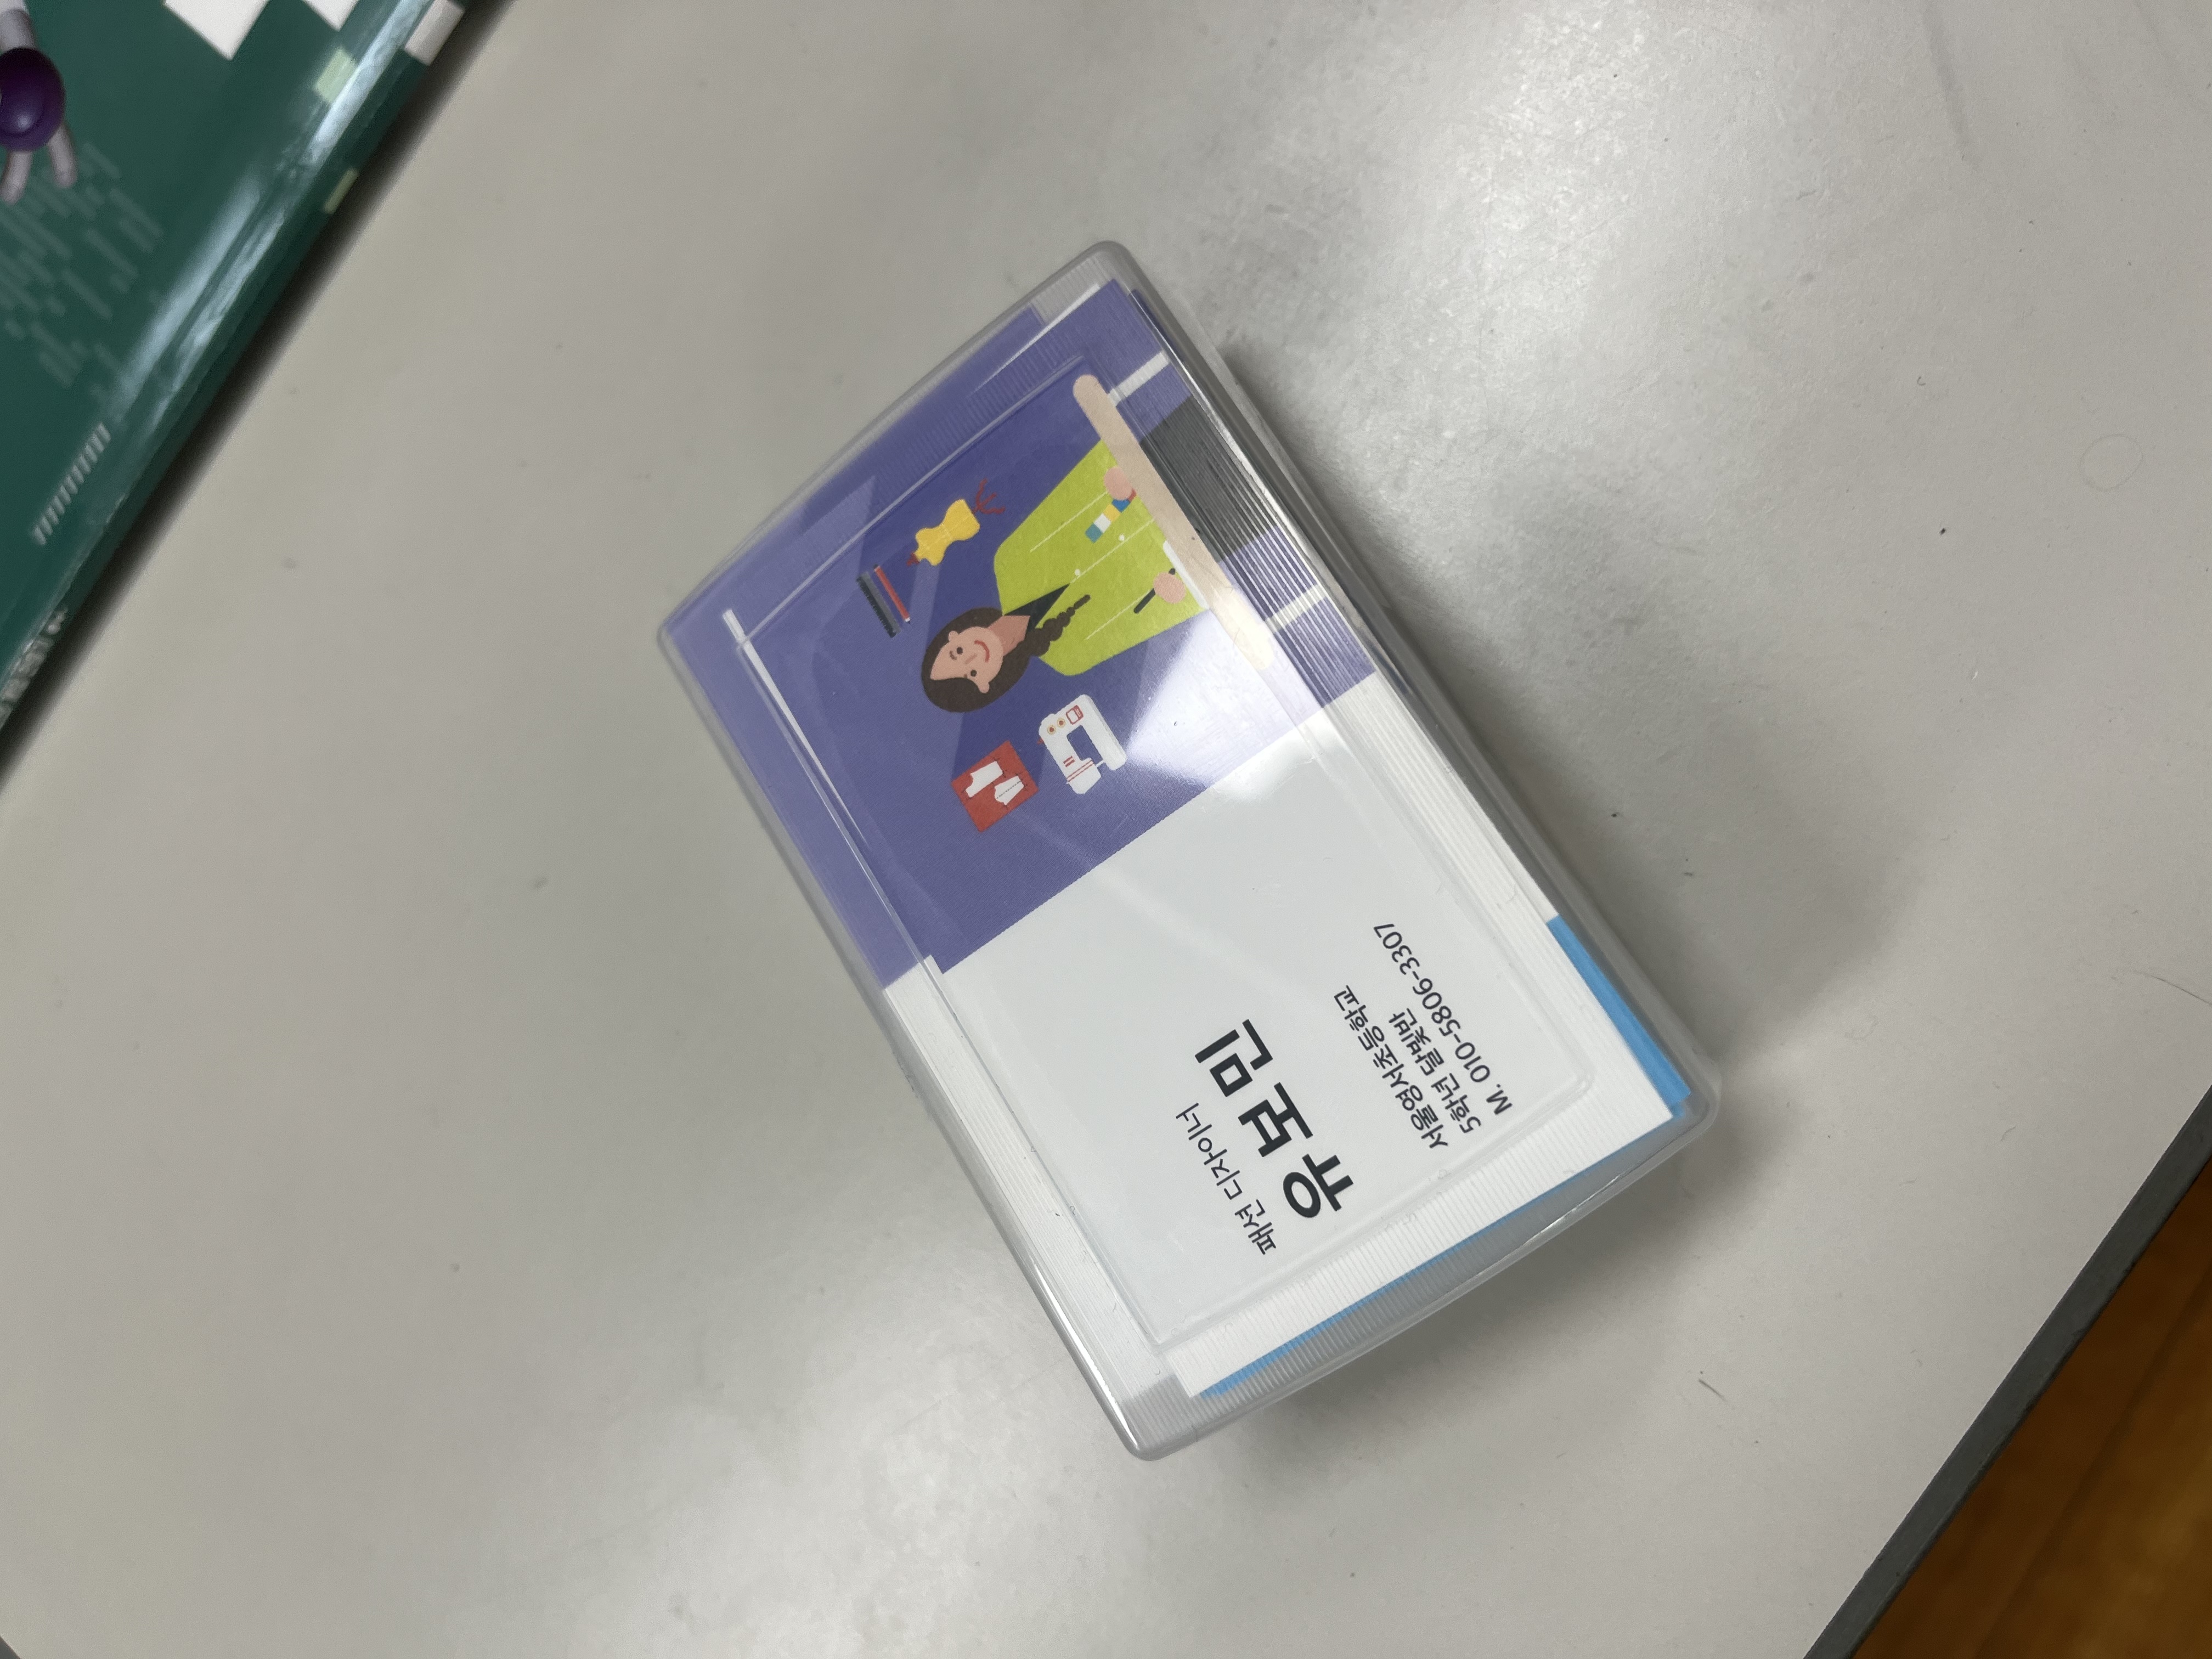 패션 디자이너
유보민
서울영서초등학교
5학년 달빛반
M. 010-5806-3307